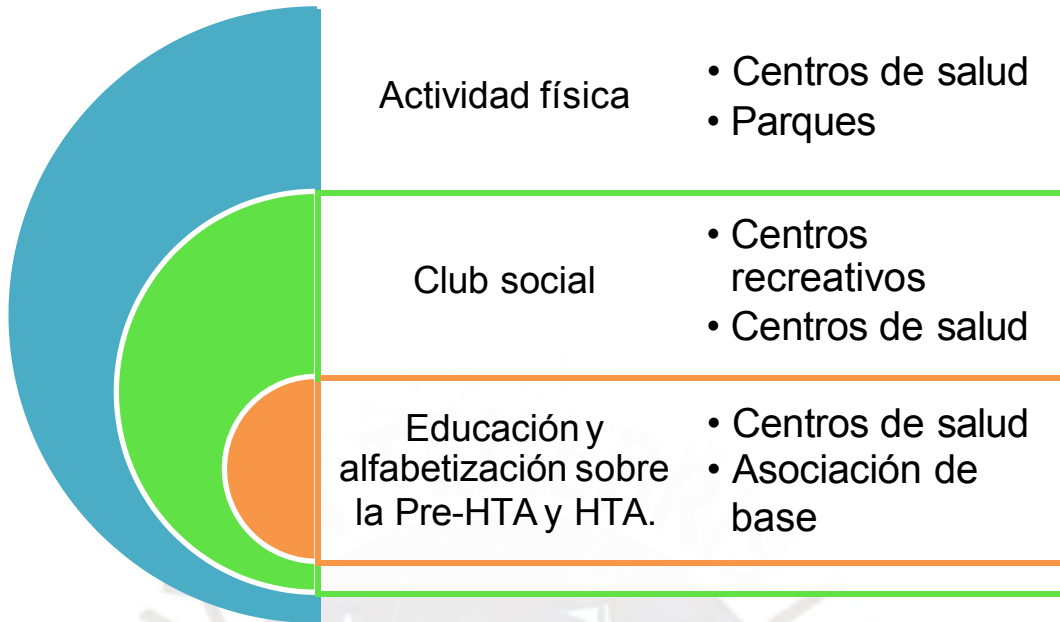 Actividad física
• Centros de salud
• Parques
Club social
• Centros
recreativos
• Centros de salud
Educación y
alfabetización sobre
la Pre-HTA y HTA.
• Centros de salud
• Asociación de
base